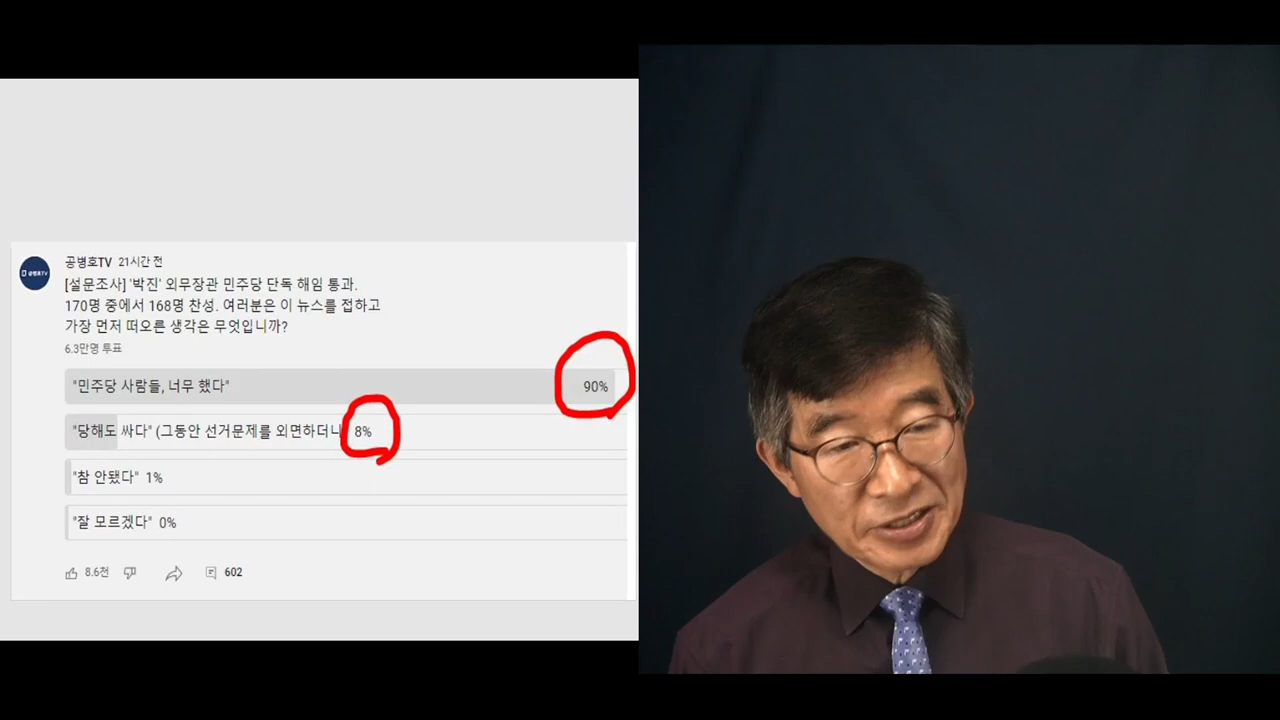 공병호TV
공병호TV 21시간 전
[설문조사] '박진' 외무장관 민주당 단독 해임 통과.
170명 중에서 168명 찬성. 여러분은 이 뉴스를 접하고
가장 먼저 떠오른 생각은 무엇입니까?
6.3만명 투표
"민주당 사람들, 너무 했다" 90%
"당해도 싸다" (그동안 선거문제를 외면하더니 8%
"참 안됐다" 1%
"잘 모르겠다" 0%
8.6천 602